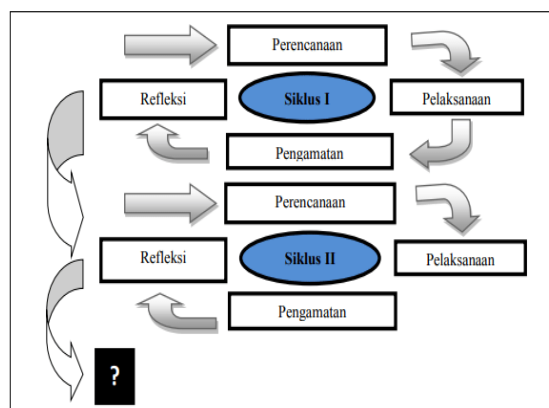 Perencanaan
Refleksi
Siklus I
Pelaksanaan
Pengamatan
Perencanaan
Refleksi
Siklus II
Pelaksanaan
Pengamatan
?